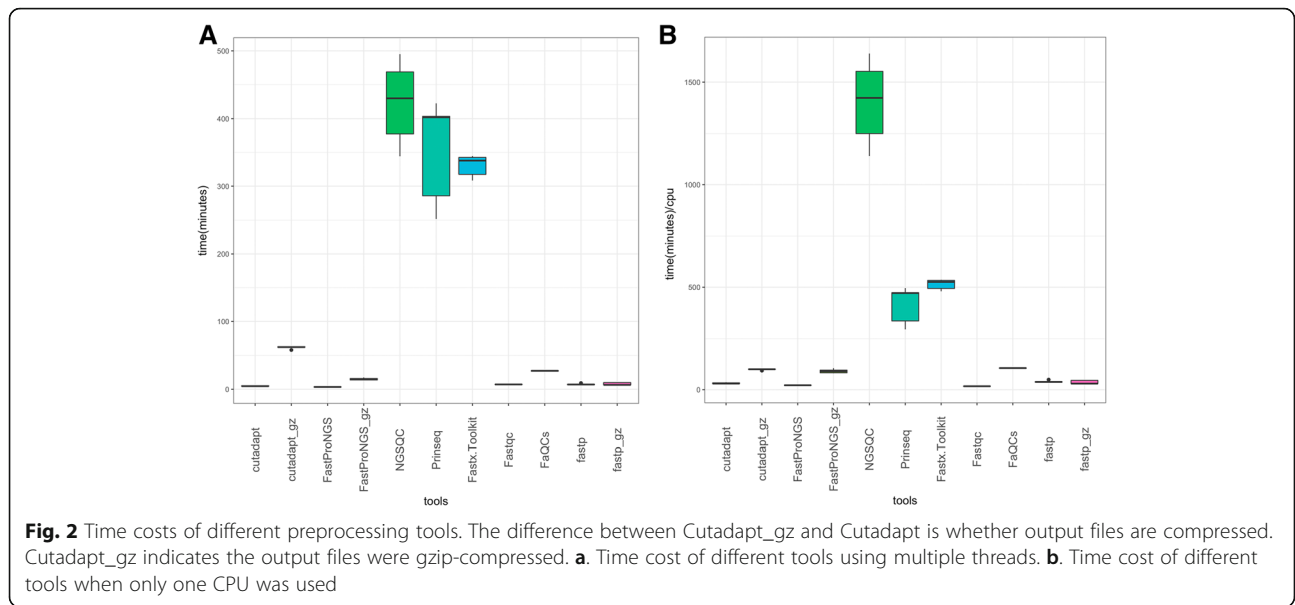 A
500
400
300
200
100
0
time(minutes)
cutadapt
cutadapt_gz
FastProNGS
FastProNGS_gz
NGSQC
Prinseq
Fastx.Toolkit
Fastqc
FaQCs
fastp
fastp_gz
tools
B
1500
1000
500
0
time(minutes)/cpu
cutadapt
cutadapt_gz
FastProNGS
FastProNGS_gz
NGSQC
Prinseq
Fastx.Toolkit
Fastqc
FaQCs
fastp
fastp_gz
tools
Fig. 2 Time costs of different preprocessing tools. The difference between Cutadapt_gz and Cutadapt is whether output files are compressed.
Cutadapt_gz indicates the output files were gzip-compressed. a. Time cost of different tools using multiple threads. b. Time cost of different
tools when only one CPU was used